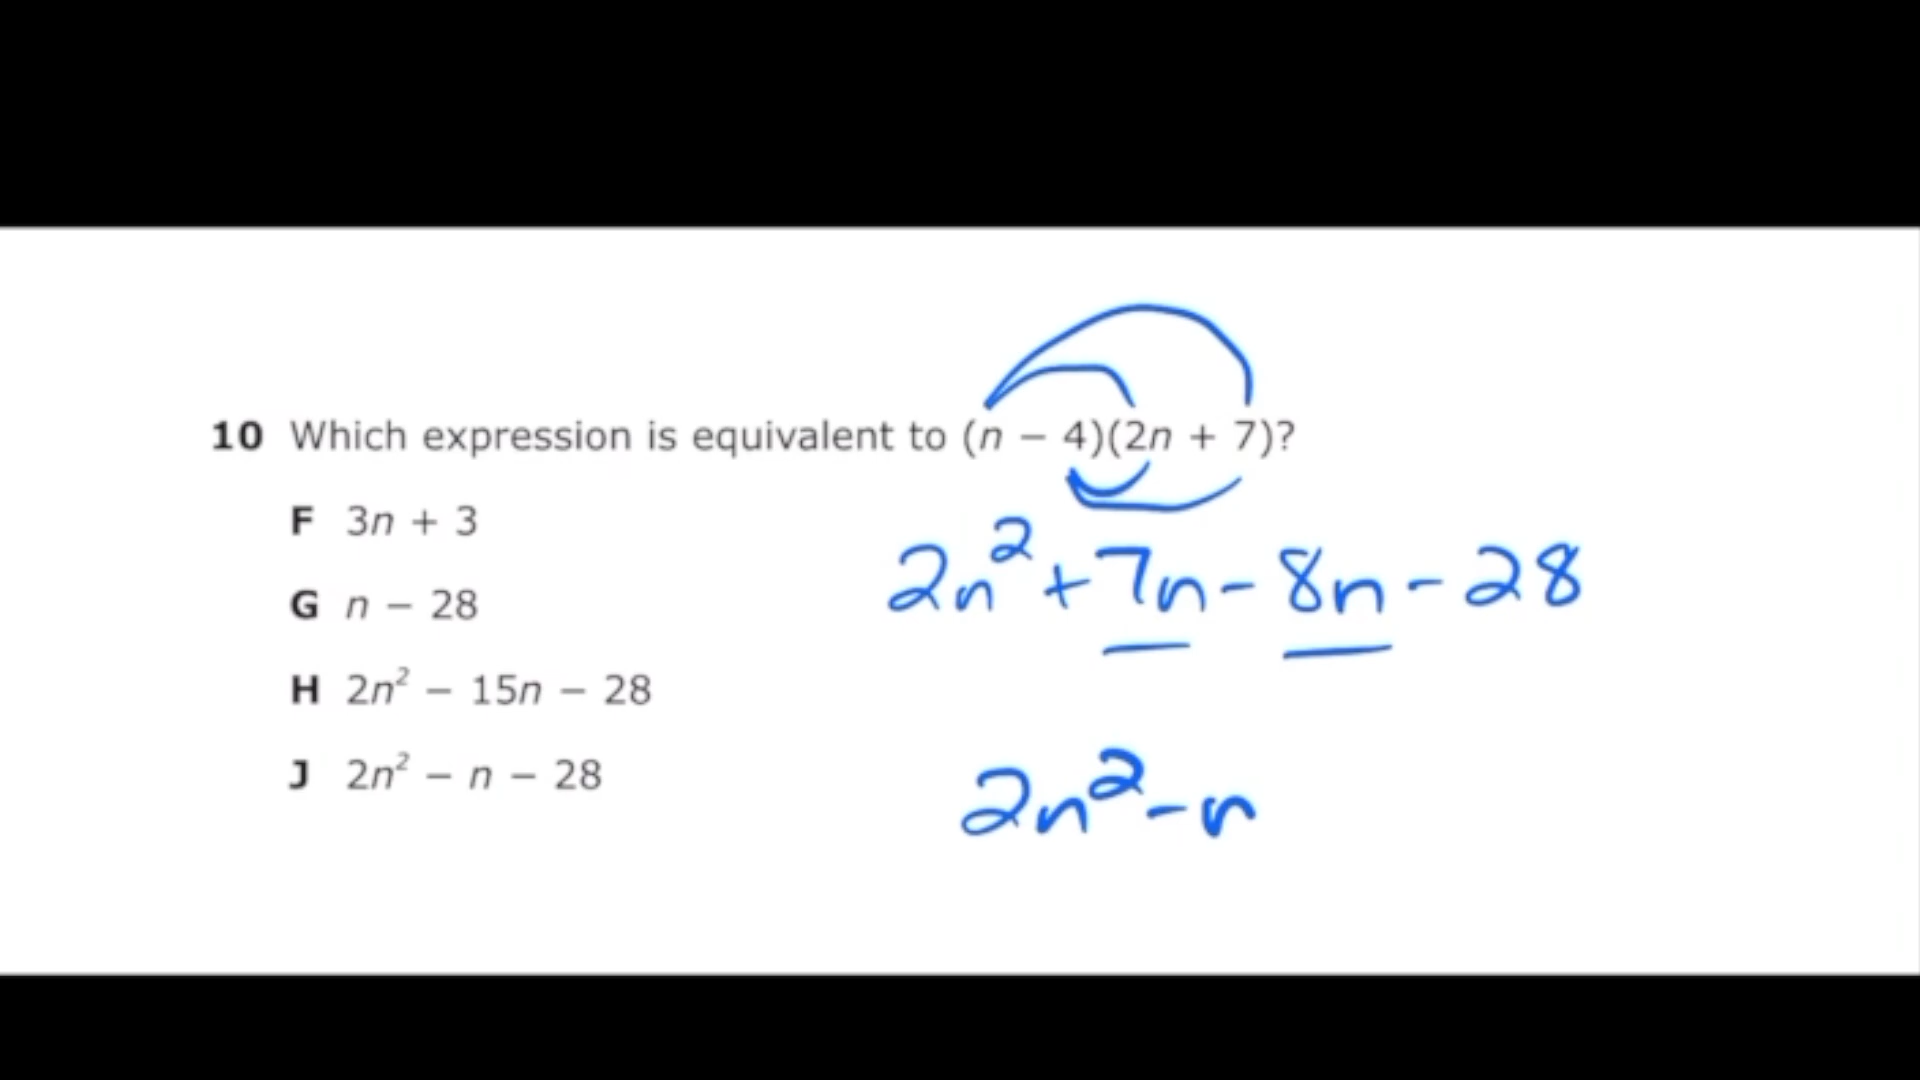 10 Which expression is equivalent to (n − 4)(2n + 7)?
F 3n + 3
G n − 28
H 2n² − 15n − 28
J 2n² − n − 28
2n² + 7n − 8n − 28
2n² − n